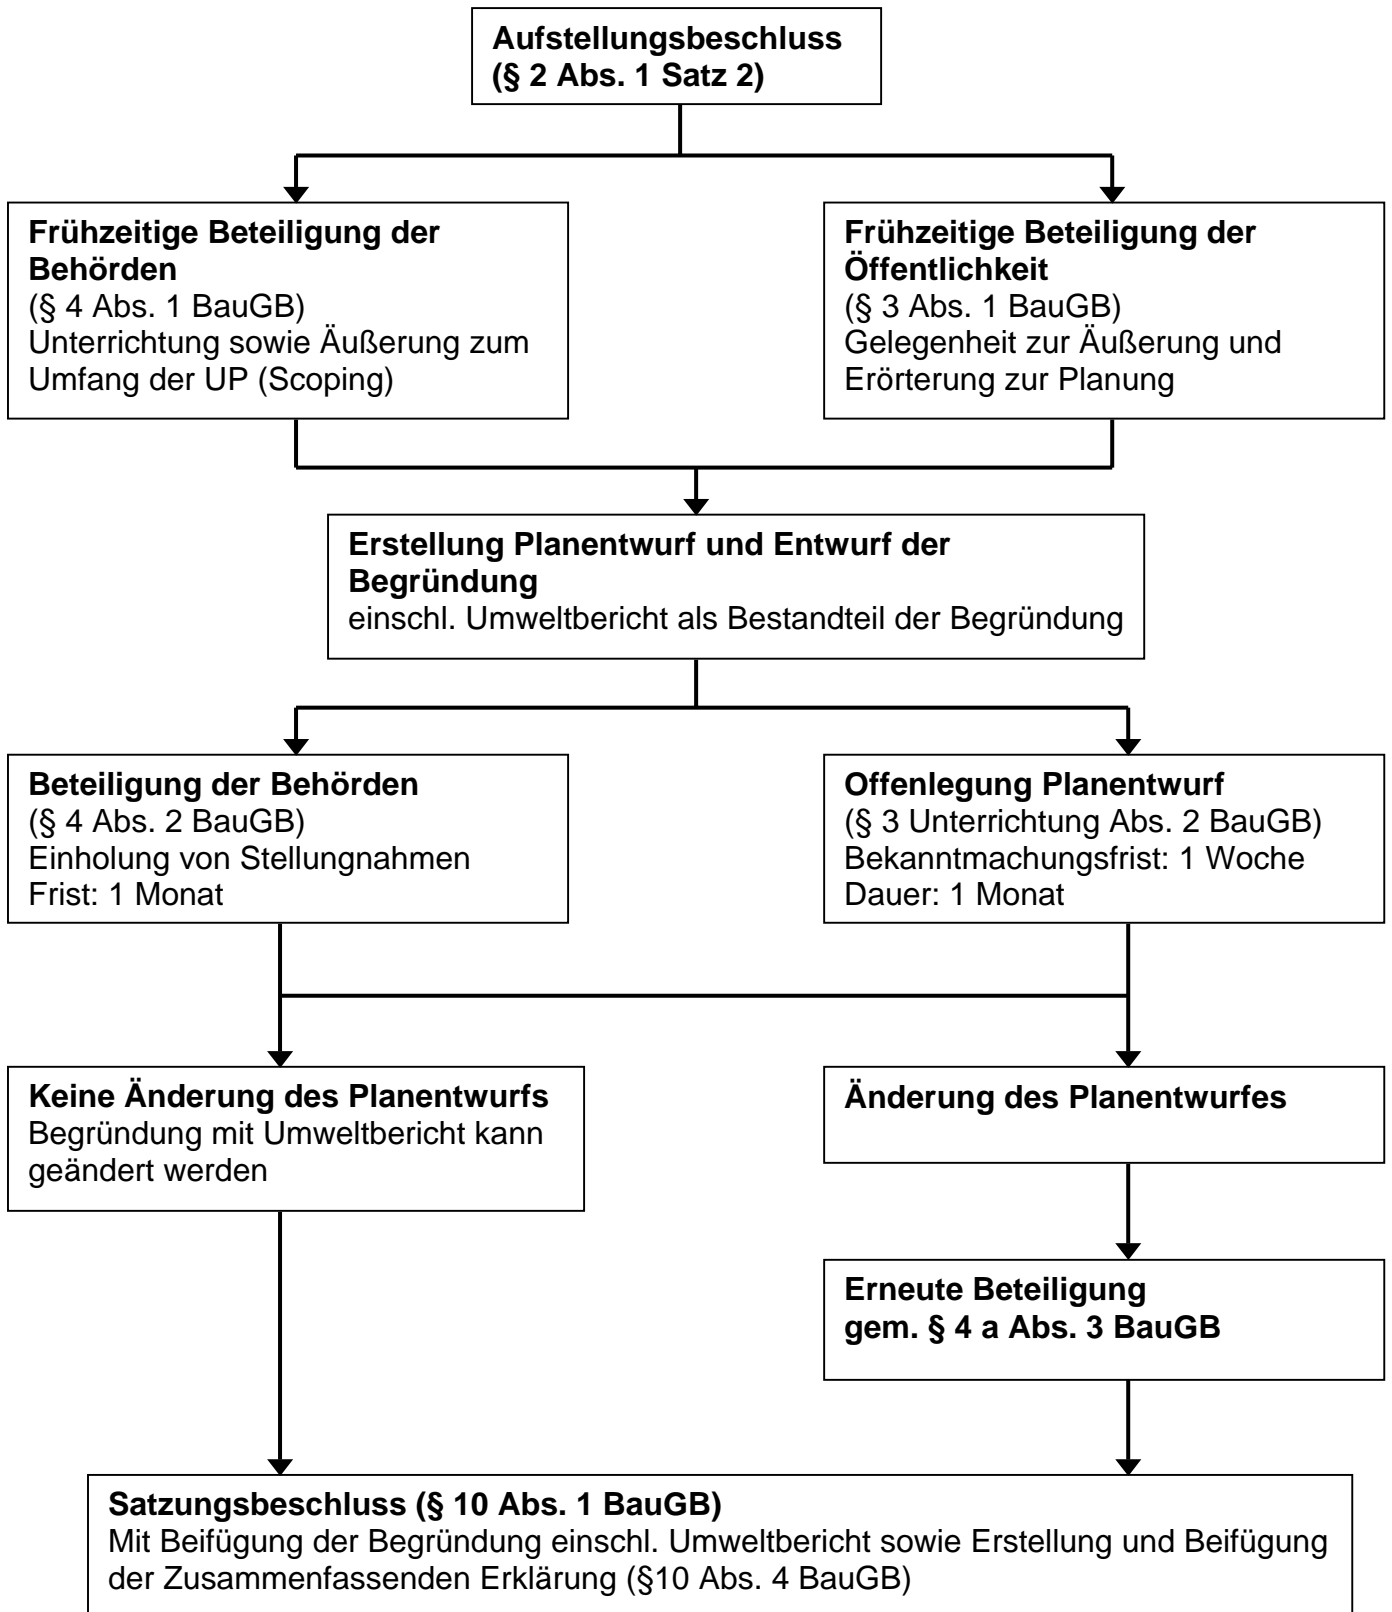 Aufstellungsbeschluss
(§ 2 Abs. 1 Satz 2)
Frühzeitige Beteiligung der
Behörden
(§ 4 Abs. 1 BauGB)
Unterrichtung sowie Äußerung zum
Umfang der UP (Scoping)
Frühzeitige Beteiligung der
Öffentlichkeit
(§ 3 Abs. 1 BauGB)
Gelegenheit zur Äußerung und
Erörterung zur Planung
Erstellung Planentwurf und Entwurf der
Begründung
einschl. Umweltbericht als Bestandteil der Begründung
Beteiligung der Behörden
(§ 4 Abs. 2 BauGB)
Einholung von Stellungnahmen
Frist: 1 Monat
Offenlegung Planentwurf
(§ 3 Unterrichtung Abs. 2 BauGB)
Bekanntmachungsfrist: 1 Woche
Dauer: 1 Monat
Keine Änderung des Planentwurfs
Begründung mit Umweltbericht kann
geändert werden
Änderung des Planentwurfes
Erneute Beteiligung
gem. § 4 a Abs. 3 BauGB
Satzungsbeschluss (§ 10 Abs. 1 BauGB)
Mit Beifügung der Begründung einschl. Umweltbericht sowie Erstellung und Beifügung
der Zusammenfassenden Erklärung (§10 Abs. 4 BauGB)